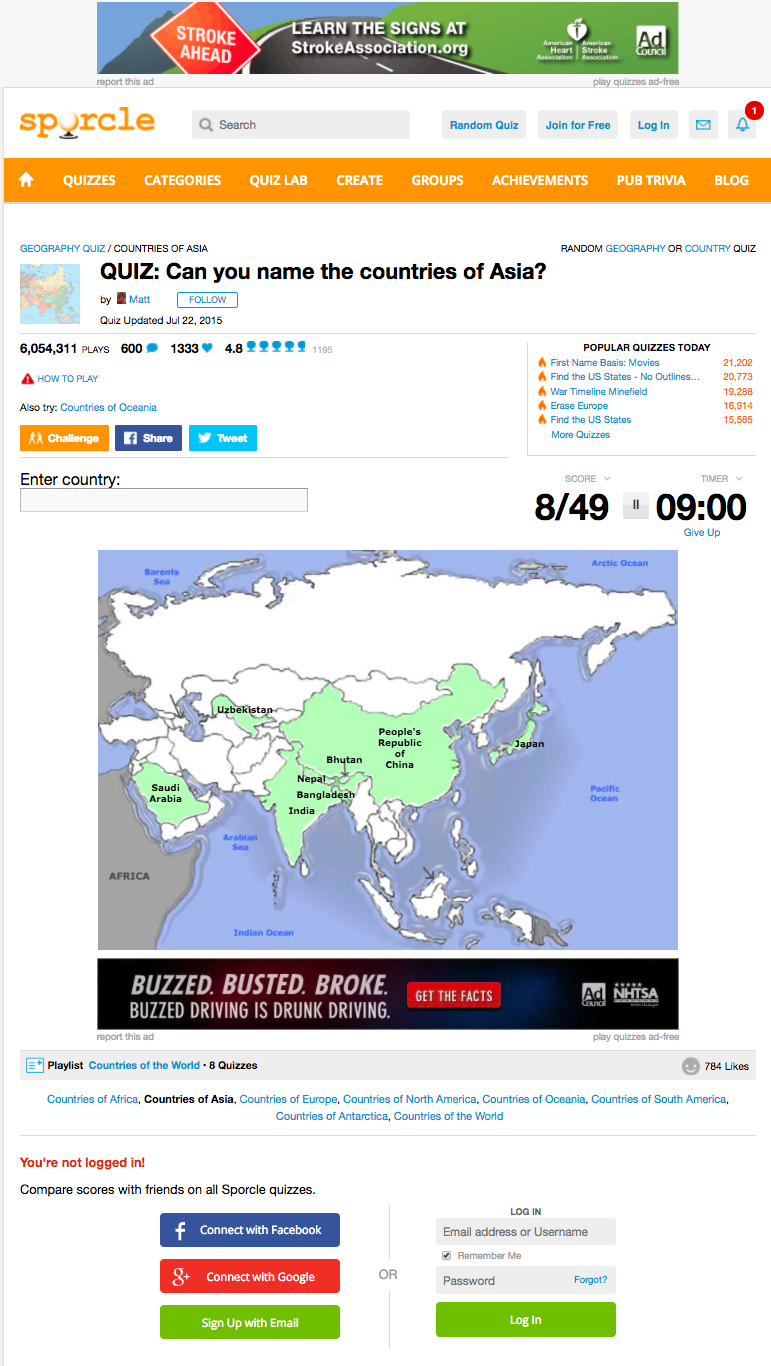 STROKE AHEAD
LEARN THE SIGNS AT
StrokeAssociation.org
American Heart Association
American Stroke Association
Ad Council
report this ad
play quizzes ad-free
sporcle
Search
Random Quiz
Join for Free
Log In
1
QUIZZES
CATEGORIES
QUIZ LAB
CREATE
GROUPS
ACHIEVEMENTS
PUB TRIVIA
BLOG
GEOGRAPHY QUIZ / COUNTRIES OF ASIA
RANDOM GEOGRAPHY OR COUNTRY QUIZ
QUIZ: Can you name the countries of Asia?
by Matt
FOLLOW
Quiz Updated Jul 22, 2015
6,054,311 PLAYS 600 1333 4.8 1195
HOW TO PLAY
Also try: Countries of Oceania
Challenge
Share
Tweet
POPULAR QUIZZES TODAY
First Name Basis: Movies 21,202
Find the US States - No Outlines... 20,773
War Timeline Minefield 19,288
Erase Europe 16,914
Find the US States 15,585
More Quizzes
Enter country:
SCORE
TIMER
8/49
09:00
Give Up
Barents
Sea
Arctic Ocean
Uzbekistan
People's
Republic
of
China
Japan
Bhutan
Nepal
Bangladesh
India
Saudi
Arabia
Pacific
Ocean
Arabian
Sea
AFRICA
Indian Ocean
BUZZED. BUSTED. BROKE.
BUZZED DRIVING IS DRUNK DRIVING.
GET THE FACTS
Ad Council
NHTSA
report this ad
play quizzes ad-free
Playlist Countries of the World • 8 Quizzes
784 Likes
Countries of Africa, Countries of Asia, Countries of Europe, Countries of North America, Countries of Oceania, Countries of South America,
Countries of Antarctica, Countries of the World
You're not logged in!
Compare scores with friends on all Sporcle quizzes.
Connect with Facebook
g+ Connect with Google
Sign Up with Email
OR
LOG IN
Email address or Username
Remember Me
Password
Forgot?
Log In